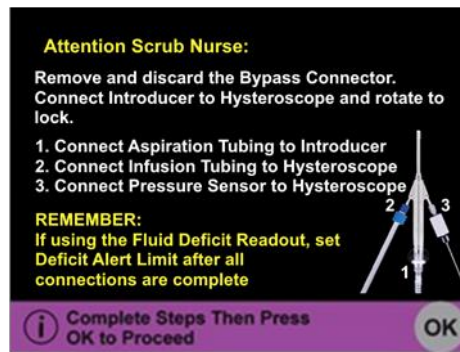 Attention Scrub Nurse:
Remove and discard the Bypass Connector.
Connect Introducer to Hysteroscope and rotate to
lock.
1. Connect Aspiration Tubing to Introducer
2. Connect Infusion Tubing to Hysteroscope
3. Connect Pressure Sensor to Hysteroscope
2
3
1
REMEMBER:
If using the Fluid Deficit Readout, set
Deficit Alert Limit after all
connections are complete
i
Complete Steps Then Press
OK to Proceed
OK